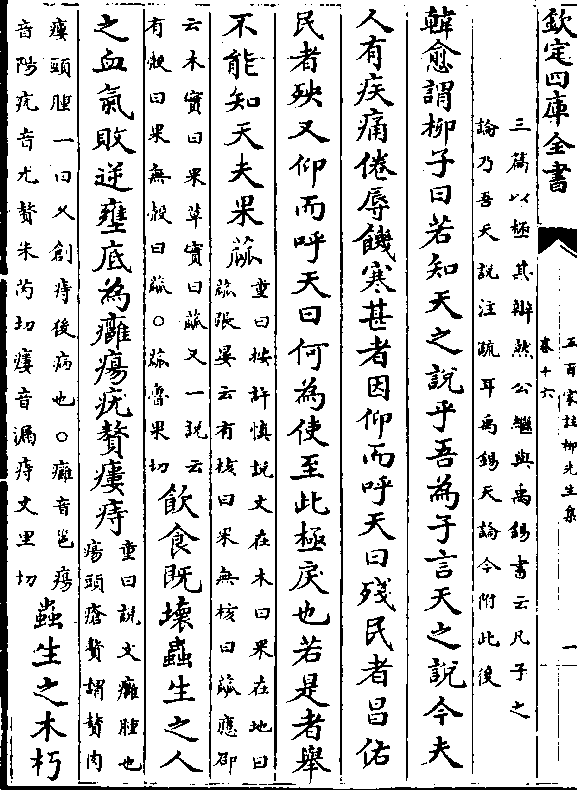 欽定四庫全書
五百家註柳先生集
卷十六
一
三篇以極其辯然公繼與禹錫書云凡子之
論乃吾天說注疏耳禹錫天論今附此後
韓愈謂柳子曰若知天之說乎吾為子言天之說今夫
人有疾痛倦辱饑寒甚者因仰而呼天曰殘民者昌佑
民者殃又仰而呼天曰何為使至此極戾也若是者舉
不能知天夫果蓏
重曰按許慎說文在木曰果在地曰
蓏張晏云有核曰果無核曰蓏應邵
云木實曰果草實曰蓏又一說云
有殼曰果無殼曰蓏○蓏魯果切
飲食既壞蟲生之人
之血氣敗逆壅底為癰瘍疣贅瘻痔
重曰說文癰腫也
瘍頭瘡贅謂贅肉
瘻頭腫一曰久創痔後病也○癰音邕瘍
音陽疣音尤贅朱芮切瘻音漏痔丈里切
蟲生之木朽